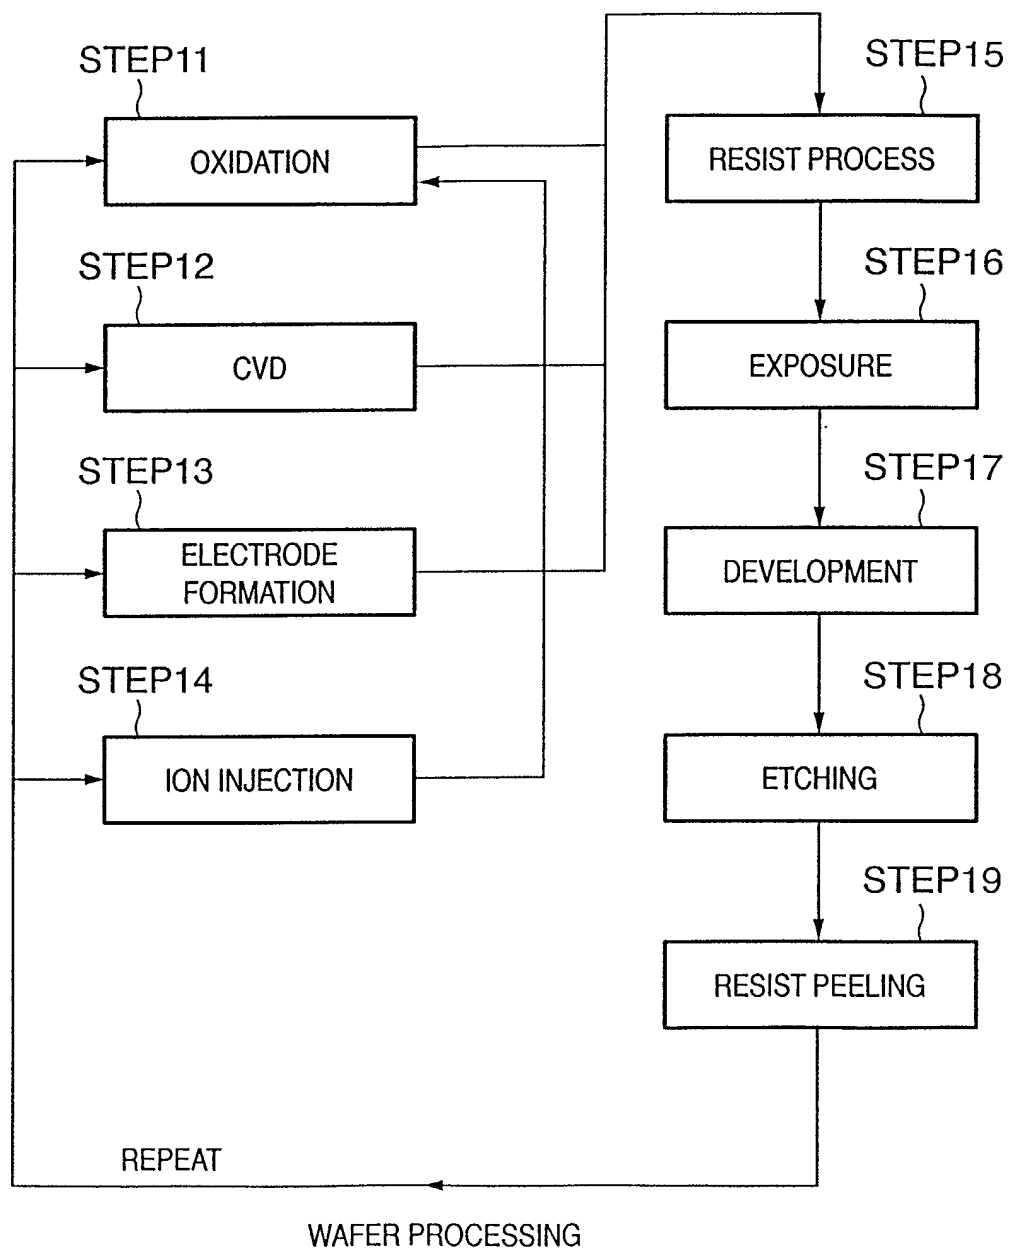 STEP11
OXIDATION
STEP12
CVD
STEP13
ELECTRODE
FORMATION
STEP14
ION INJECTION
STEP15
RESIST PROCESS
STEP16
EXPOSURE
STEP17
DEVELOPMENT
STEP18
ETCHING
STEP19
RESIST PEELING
REPEAT
WAFER PROCESSING